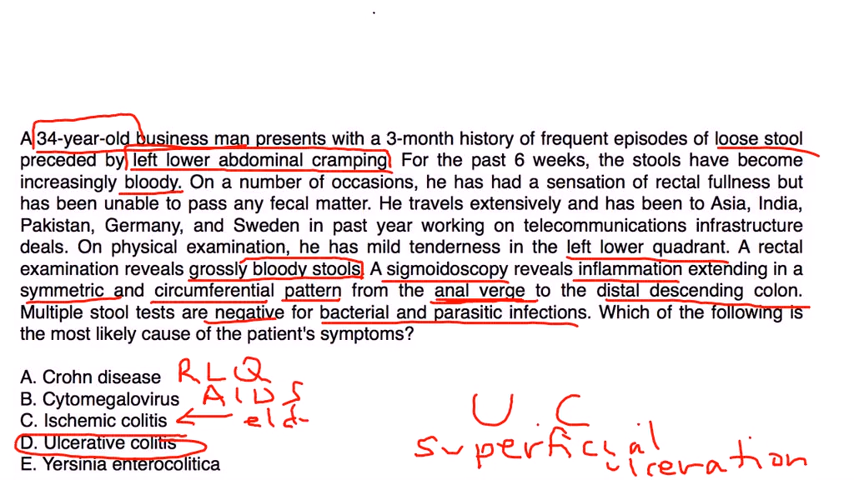 A 34-year-old business man presents with a 3-month history of frequent episodes of loose stool
preceded by left lower abdominal cramping. For the past 6 weeks, the stools have become
increasingly bloody. On a number of occasions, he has had a sensation of rectal fullness but
has been unable to pass any fecal matter. He travels extensively and has been to Asia, India,
Pakistan, Germany, and Sweden in past year working on telecommunications infrastructure
deals. On physical examination, he has mild tenderness in the left lower quadrant. A rectal
examination reveals grossly bloody stools. A sigmoidoscopy reveals inflammation extending in a
symmetric and circumferential pattern from the anal verge to the distal descending colon.
Multiple stool tests are negative for bacterial and parasitic infections. Which of the following is
the most likely cause of the patient's symptoms?
A. Crohn disease RLQ
B. Cytomegalovirus AIDS
C. Ischemic colitis ← eld-
D. Ulcerative colitis
E. Yersinia enterocolitica
UC
superficial
ulceration